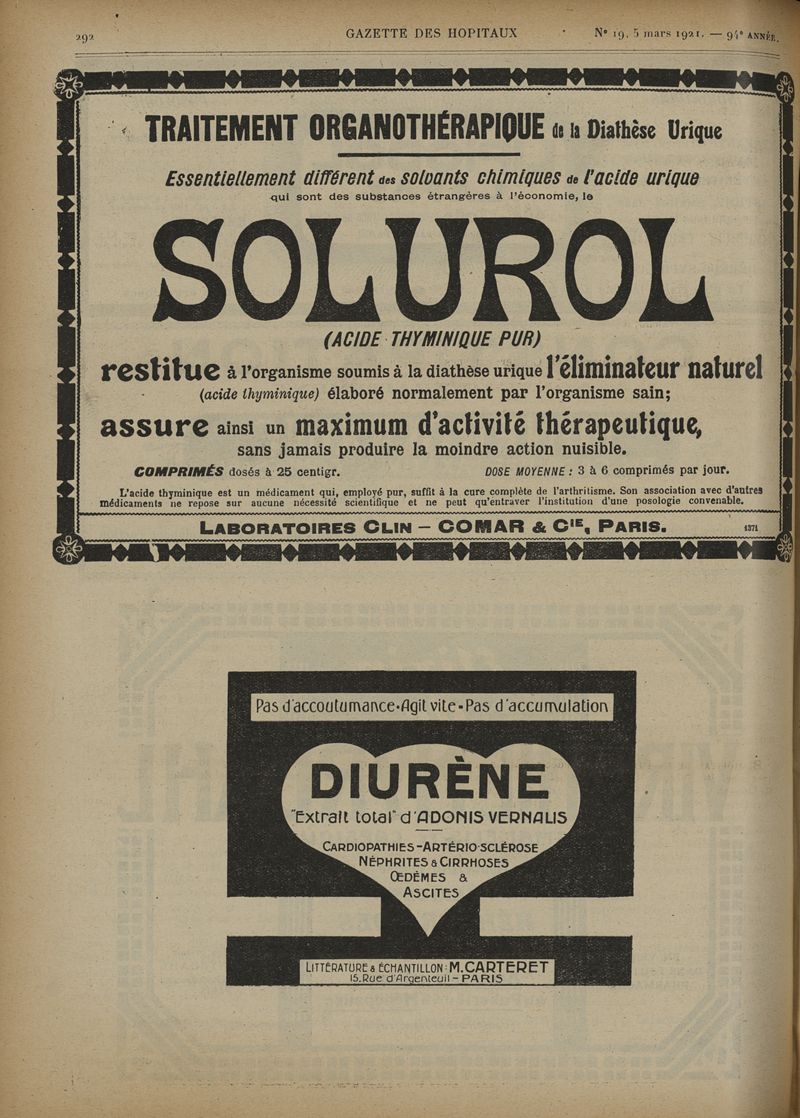 292
GAZETTE DES HOPITAUX
N° 19, 5 mars 1921. — 94e ANNÉE.
TRAITEMENT ORGANOTHÉRAPIQUE de la Diathèse Urique
Essentiellement différent des solvants chimiques de l'acide urique
qui sont des substances étrangères à l'économie, le
SOLUROL
(ACIDE THYMINIQUE PUR)
restitue à l'organisme soumis à la diathèse urique l'éliminateur naturel
(acide thyminique) élaboré normalement par l'organisme sain;
assure ainsi un maximum d'activité thérapeutique,
sans jamais produire la moindre action nuisible.
COMPRIMÉS dosés à 25 centigr.
DOSE MOYENNE : 3 à 6 comprimés par jour.
L'acide thyminique est un médicament qui, employé pur, suffit à la cure complète de l'arthritisme. Son association avec d'autres
médicaments ne repose sur aucune nécessité scientifique et ne peut qu'entraver l'institution d'une posologie convenable.
LABORATOIRES CLIN — COMAR & CIE, PARIS.
1371
Pas d'accoutumance-Agit vite-Pas d'accumulation
DIURÈNE
"Extrait total" d'ADONIS VERNALIS
CARDIOPATHIES-ARTÉRIO-SCLÉROSE
NÉPHRITES & CIRRHOSES
ŒDÈMES &
ASCITES
LITTÉRATURE & ÉCHANTILLON: M.CARTERET
15.Rue d'Argenteuil - PARIS